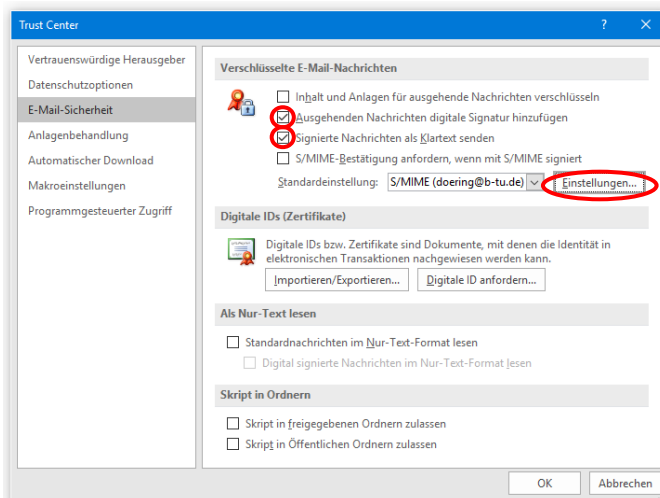 Trust Center
Vertrauenswürdige Herausgeber
Datenschutzoptionen
E-Mail-Sicherheit
Anlagenbehandlung
Automatischer Download
Makroeinstellungen
Programmgesteuerter Zugriff
Verschlüsselte E-Mail-Nachrichten
Inhalt und Anlagen für ausgehende Nachrichten verschlüsseln
Ausgehenden Nachrichten digitale Signatur hinzufügen
Signierte Nachrichten als Klartext senden
S/MIME-Bestätigung anfordern, wenn mit S/MIME signiert
Standardeinstellung: S/MIME (doering@b-tu.de) Einstellungen...
Digitale IDs (Zertifikate)
Digitale IDs bzw. Zertifikate sind Dokumente, mit denen die Identität in
elektronischen Transaktionen nachgewiesen werden kann.
Importieren/Exportieren... Digitale ID anfordern...
Als Nur-Text lesen
Standardnachrichten im Nur-Text-Format lesen
Digital signierte Nachrichten im Nur-Text-Format lesen
Skript in Ordnern
Skript in freigegebenen Ordnern zulassen
Skript in Öffentlichen Ordnern zulassen
OK Abbrechen